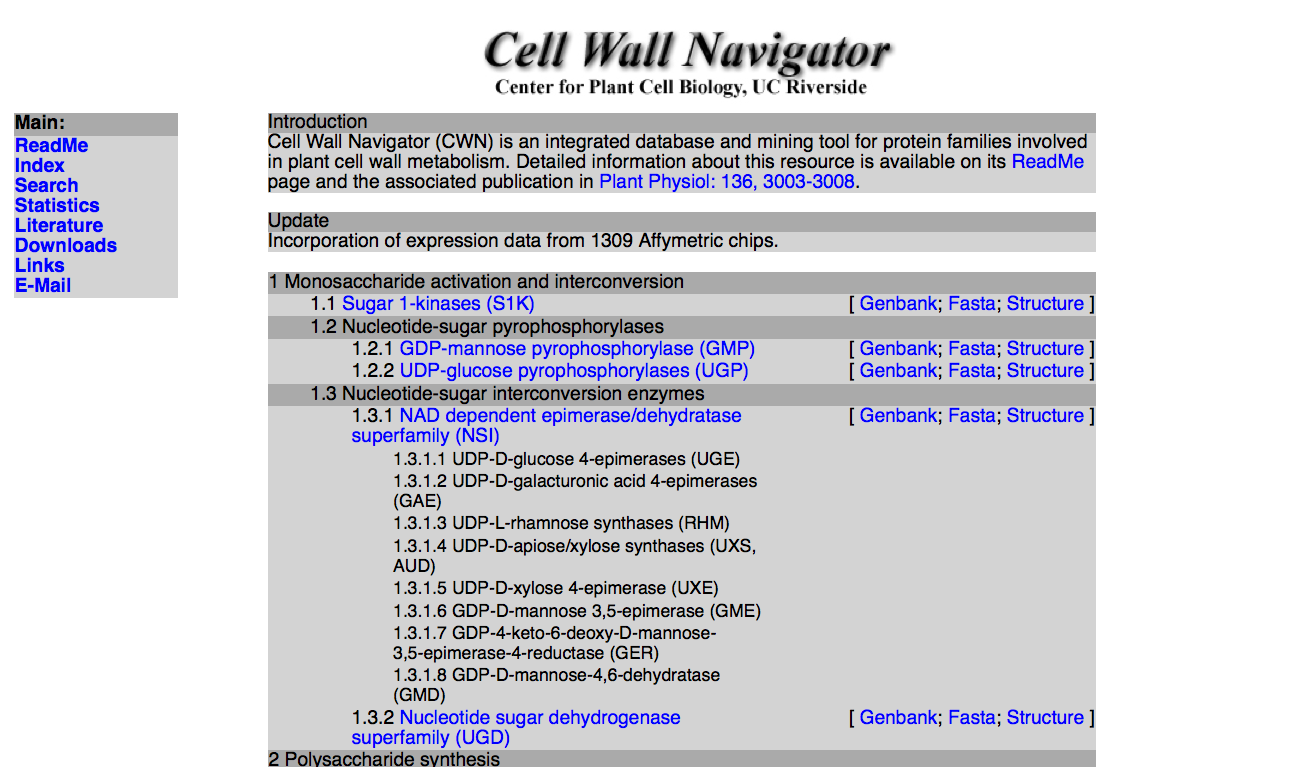 Cell Wall Navigator
Center for Plant Cell Biology, UC Riverside
Main:
ReadMe
Index
Search
Statistics
Literature
Downloads
Links
E-Mail
Introduction
Cell Wall Navigator (CWN) is an integrated database and mining tool for protein families involved
in plant cell wall metabolism. Detailed information about this resource is available on its ReadMe
page and the associated publication in Plant Physiol: 136, 3003-3008.
Update
Incorporation of expression data from 1309 Affymetric chips.
1 Monosaccharide activation and interconversion
1.1 Sugar 1-kinases (S1K) [ Genbank; Fasta; Structure ]
1.2 Nucleotide-sugar pyrophosphorylases
1.2.1 GDP-mannose pyrophosphorylase (GMP) [ Genbank; Fasta; Structure ]
1.2.2 UDP-glucose pyrophosphorylases (UGP) [ Genbank; Fasta; Structure ]
1.3 Nucleotide-sugar interconversion enzymes
1.3.1 NAD dependent epimerase/dehydratase [ Genbank; Fasta; Structure ]
superfamily (NSI)
1.3.1.1 UDP-D-glucose 4-epimerases (UGE)
1.3.1.2 UDP-D-galacturonic acid 4-epimerases
(GAE)
1.3.1.3 UDP-L-rhamnose synthases (RHM)
1.3.1.4 UDP-D-apiose/xylose synthases (UXS,
AUD)
1.3.1.5 UDP-D-xylose 4-epimerase (UXE)
1.3.1.6 GDP-D-mannose 3,5-epimerase (GME)
1.3.1.7 GDP-4-keto-6-deoxy-D-mannose-
3,5-epimerase-4-reductase (GER)
1.3.1.8 GDP-D-mannose-4,6-dehydratase
(GMD)
1.3.2 Nucleotide sugar dehydrogenase [ Genbank; Fasta; Structure ]
superfamily (UGD)
2 Polysaccharide synthesis